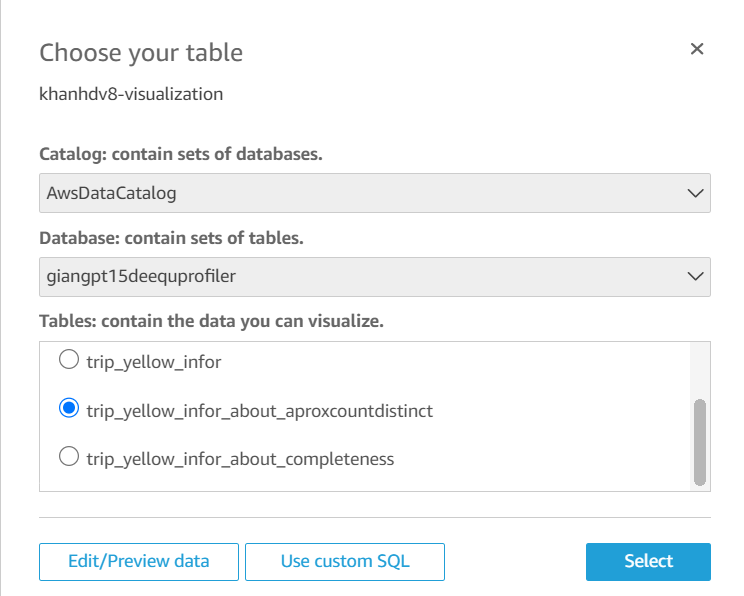 Choose your table
khanhdv8-visualization
Catalog: contain sets of databases.
AwsDataCatalog
Database: contain sets of tables.
giangpt15deequprofiler
Tables: contain the data you can visualize.
trip_yellow_infor
trip_yellow_infor_about_aproxcountdistinct
trip_yellow_infor_about_completeness
Edit/Preview data
Use custom SQL
Select